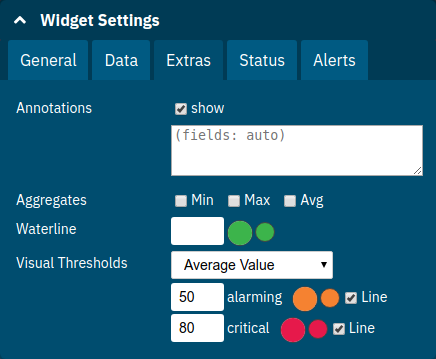 Widget Settings
General Data Extras Status Alerts
Annotations show
(fields: auto)
Aggregates Min Max Avg
Waterline
Visual Thresholds Average Value
50 alarming Line
80 critical Line